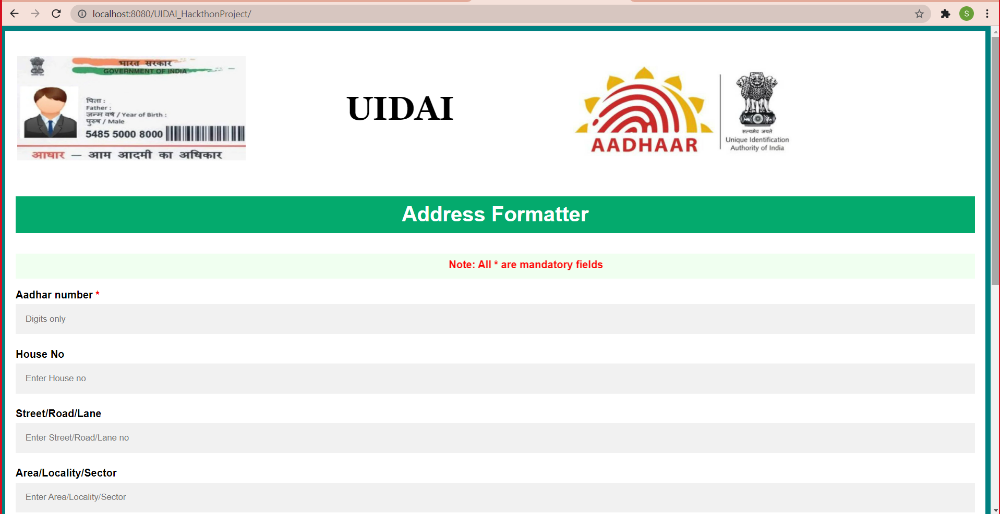 localhost:8080/UIDAI_HackthonProject/
S
भारत सरकार
GOVERNMENT OF INDIA
पिता :
Father :
जन्म वर्ष / Year of Birth :
पुरुष / Male
5485 5000 8000
आधार — आम आदमी का अधिकार
UIDAI
AADHAAR
सत्यमेव जयते
Unique Identification
Authority of India
Address Formatter
Note: All * are mandatory fields
Aadhar number *
Digits only
House No
Enter House no
Street/Road/Lane
Enter Street/Road/Lane no
Area/Locality/Sector
Enter Area/Locality/Sector